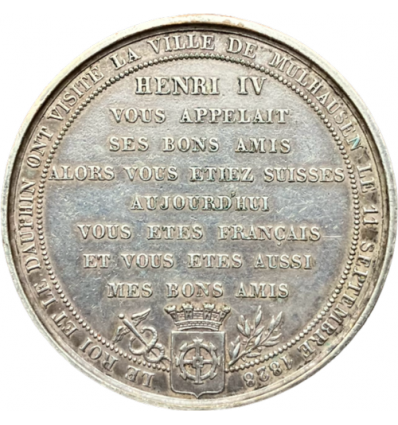 LE ROI ET LE DAUPHIN ONT VISITÉ LA VILLE DE MULHAUSEN LE 11 SEPTEMBRE 1828
HENRI IV
VOUS APPELAIT
SES BONS AMIS
ALORS VOUS ETIEZ SUISSES
AUJOURD'HUI
VOUS ETES FRANÇAIS
ET VOUS ETES AUSSI
MES BONS AMIS